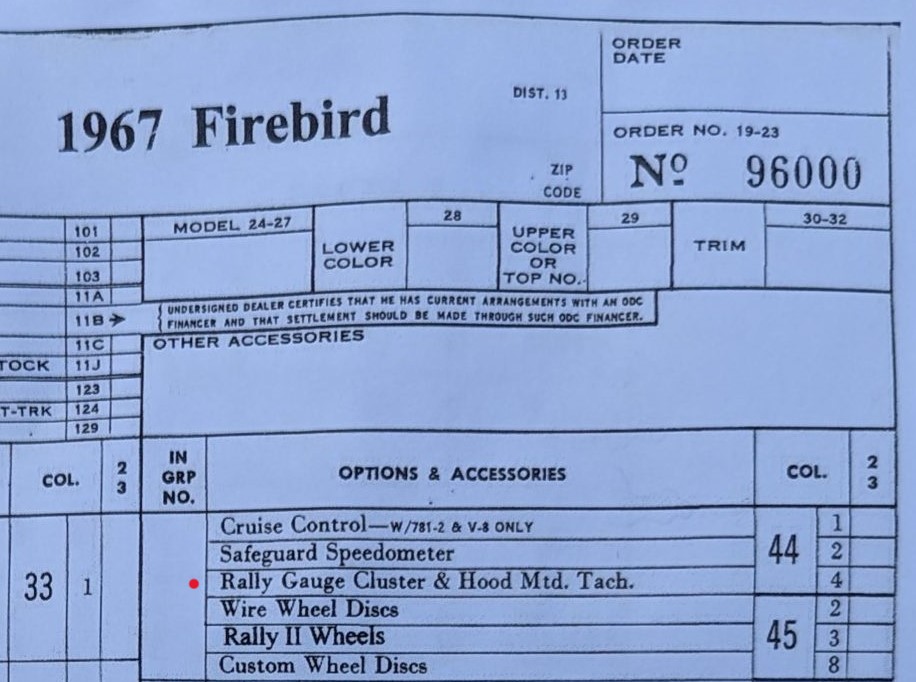 ORDER
DATE
DIST. 13
1967 Firebird
ORDER NO. 19-23
ZIP
CODE
Nº 96000
101
102
103
11A
11B
11C
TOCK 11J
123
T-TRK 124
129
MODEL 24-27
LOWER
COLOR
28
UPPER
COLOR
OR
TOP NO.
29
TRIM
30-32
UNDERSIGNED DEALER CERTIFIES THAT HE HAS CURRENT ARRANGEMENTS WITH AN ODC
FINANCER AND THAT SETTLEMENT SHOULD BE MADE THROUGH SUCH ODC FINANCER.
OTHER ACCESSORIES
COL. 2
3
IN
GRP
NO.
OPTIONS & ACCESSORIES
COL. 2
3
33 1
Cruise Control—W/781-2 & V-8 ONLY 44 1
Safeguard Speedometer 2
Rally Gauge Cluster & Hood Mtd. Tach. 4
Wire Wheel Discs 45 2
Rally II Wheels 3
Custom Wheel Discs 8